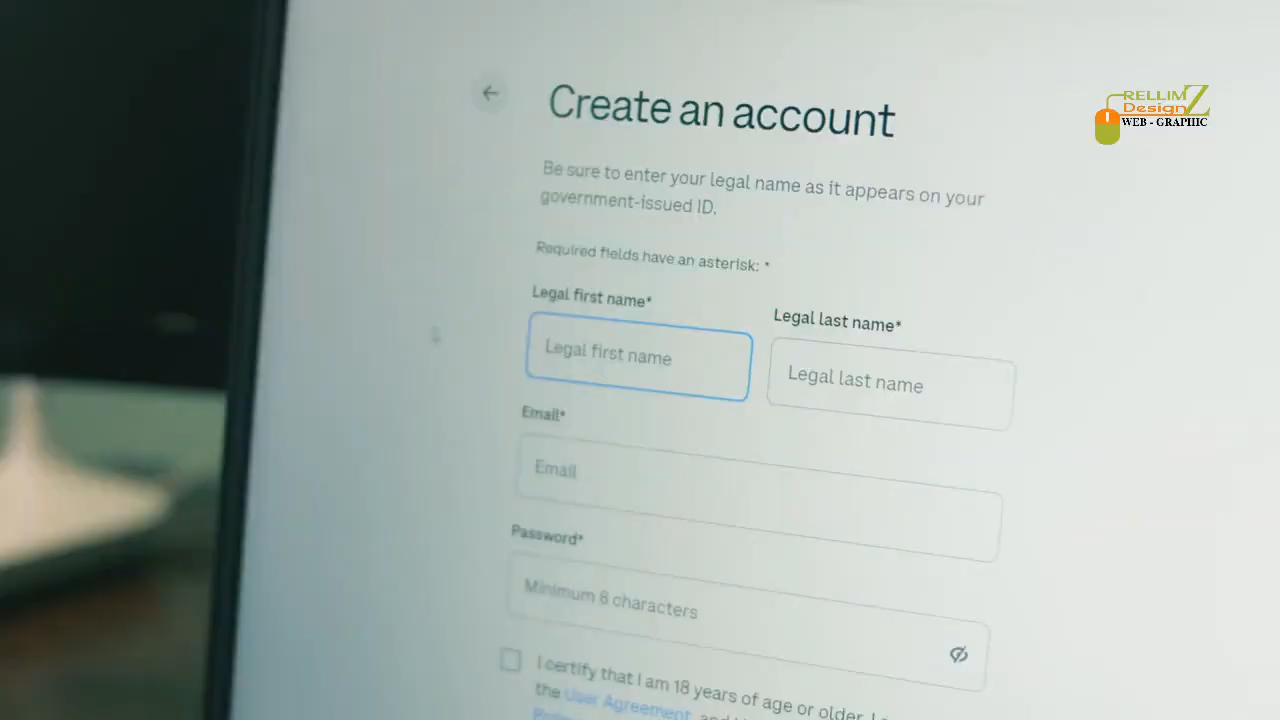 RELLIMZ
Design
WEB - GRAPHIC
Create an account
Be sure to enter your legal name as it appears on your
government-issued ID.
Required fields have an asterisk: *
Legal first name*
Legal last name*
Legal first name
Legal last name
Email*
Email
Password*
Minimum 8 characters
I certify that I am 18 years of age or older, I
the User Agreement, and